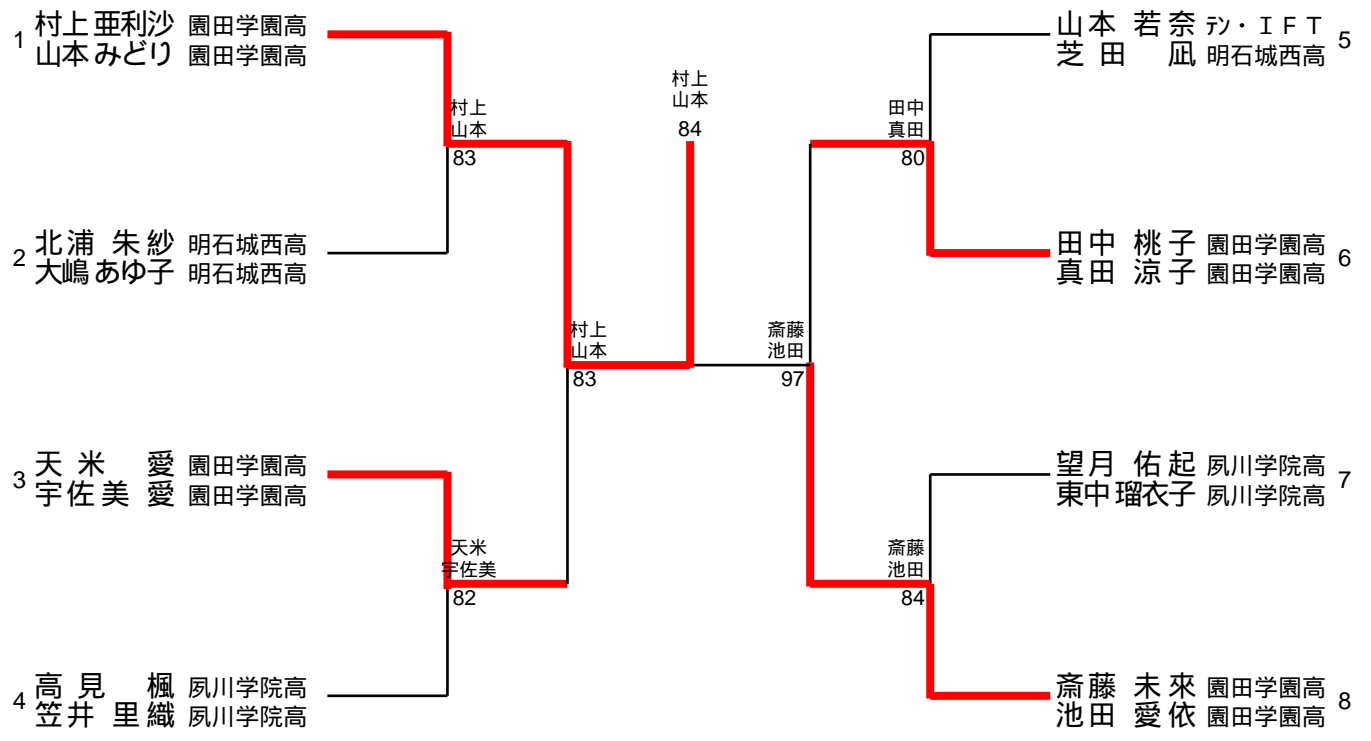 1
村上亜利沙 園田学園高
山本みどり 園田学園高
村上
山本
83
2
北浦 朱紗 明石城西高
大嶋あゆ子 明石城西高
村上
山本
83
3
天米 愛 園田学園高
宇佐美 愛 園田学園高
天米
宇佐美
82
4
高見 楓 夙川学院高
笠井 里織 夙川学院高
村上
山本
84
山本 若奈 テン・IFT
芝田 凪 明石城西高
5
田中
真田
80
田中 桃子 園田学園高
真田 涼子 園田学園高
6
斎藤
池田
97
望月 佑起 夙川学院高
東中瑠衣子 夙川学院高
7
斎藤
池田
84
斎藤 未來 園田学園高
池田 愛依 園田学園高
8